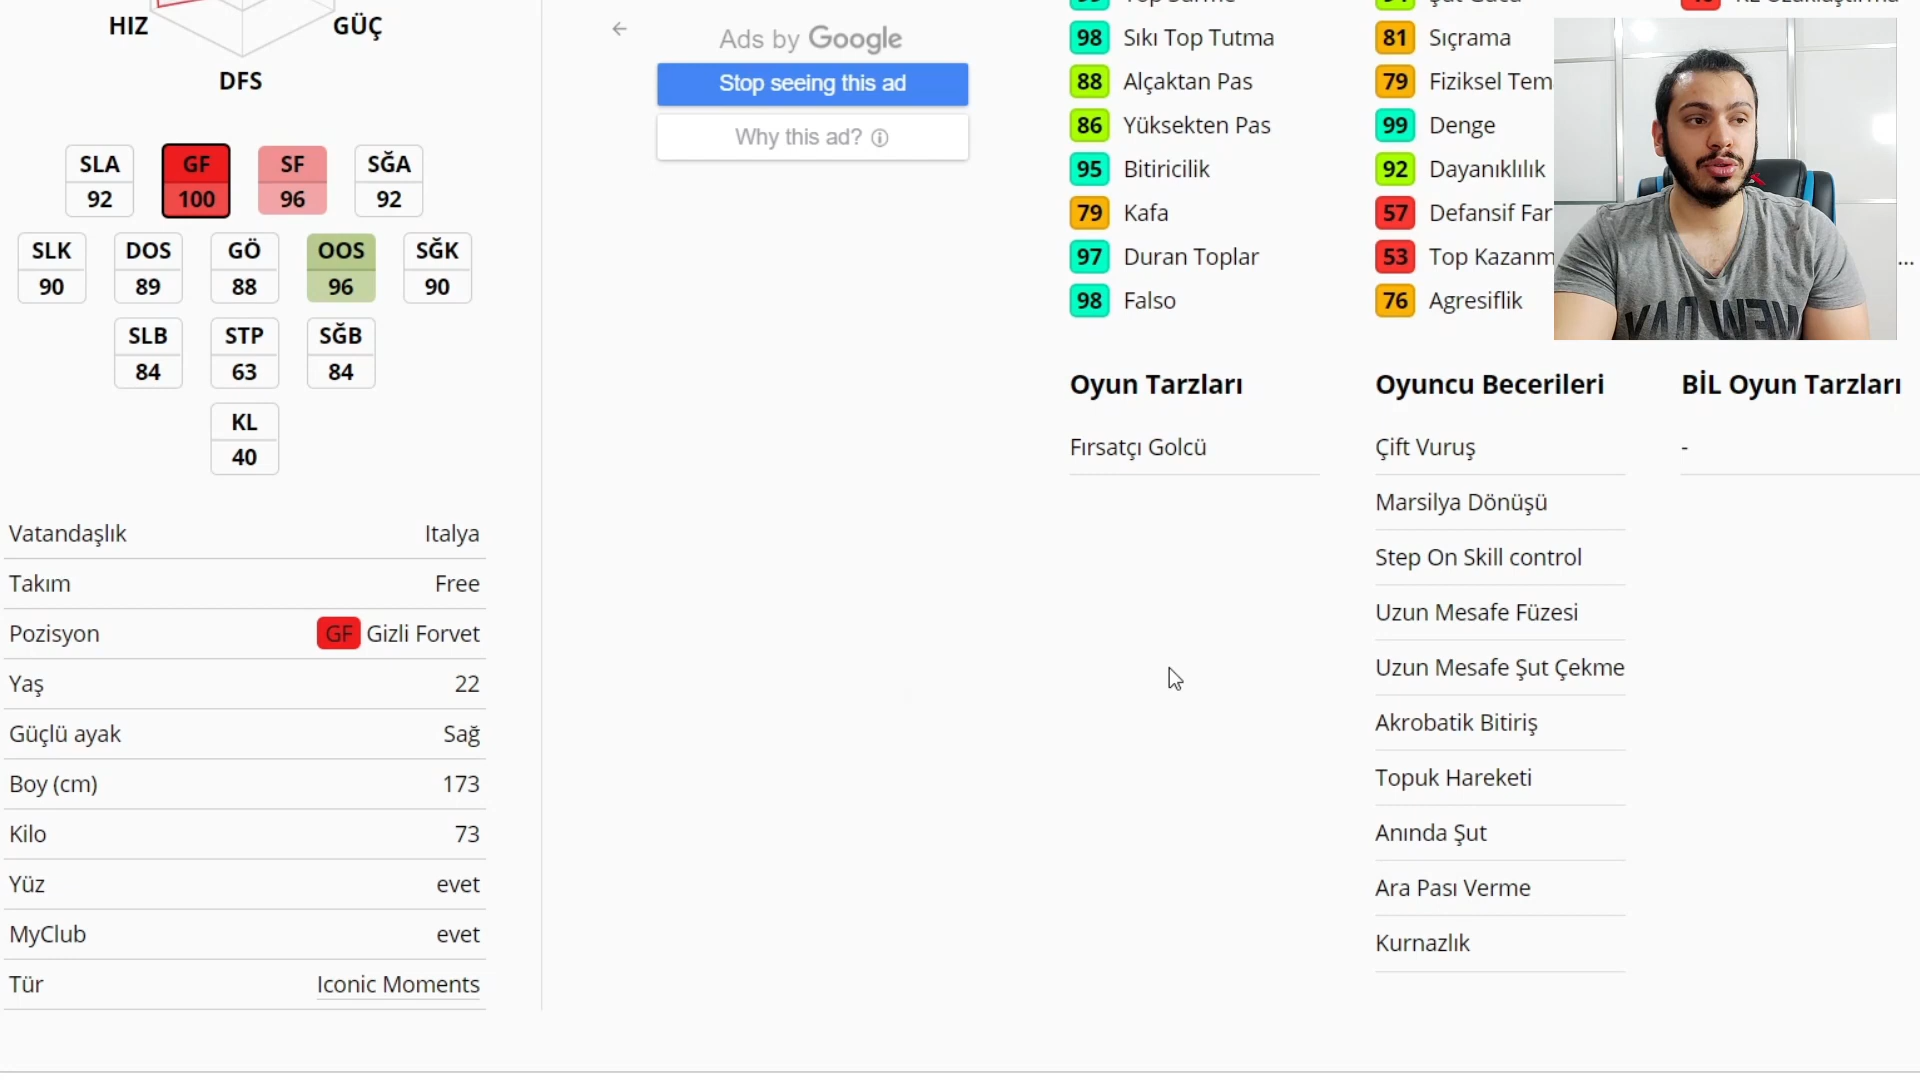 HIZ
GÜÇ
DFS
SLA
92
GF
100
SF
96
SĞA
92
SLK
90
DOS
89
GÖ
88
OOS
96
SĞK
90
SLB
84
STP
63
SĞB
84
KL
40
Vatandaşlık Italya
Takım Free
Pozisyon GF Gizli Forvet
Yaş 22
Güçlü ayak Sağ
Boy (cm) 173
Kilo 73
Yüz evet
MyClub evet
Tür Iconic Moments
Ads by Google
Stop seeing this ad
Why this ad?
98 Sıkı Top Tutma
88 Alçaktan Pas
86 Yüksekten Pas
95 Bitiricilik
79 Kafa
97 Duran Toplar
98 Falso
81 Sıçrama
79 Fiziksel Tem
99 Denge
92 Dayanıklılık
57 Defansif Far
53 Top Kazanm
76 Agresiflik
...
Oyun Tarzları
Fırsatçı Golcü
Oyuncu Becerileri
Çift Vuruş
Marsilya Dönüşü
Step On Skill control
Uzun Mesafe Füzesi
Uzun Mesafe Şut Çekme
Akrobatik Bitiriş
Topuk Hareketi
Anında Şut
Ara Pası Verme
Kurnazlık
BİL Oyun Tarzları
-